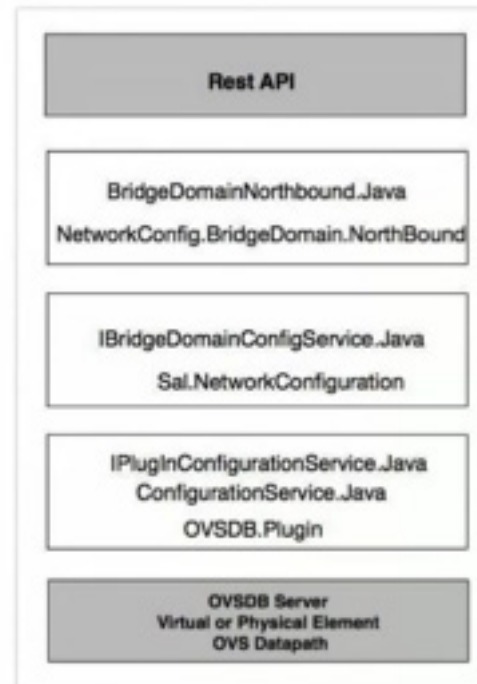 Rest API
BridgeDomainNorthbound.Java
NetworkConfig.BridgeDomain.NorthBound
IBridgeDomainConfigService.Java
Sal.NetworkConfiguration
IPlugInConfigurationService.Java
ConfigurationService.Java
OVSDB.Plugin
OVSDB Server
Virtual or Physical Element
OVS Datapath